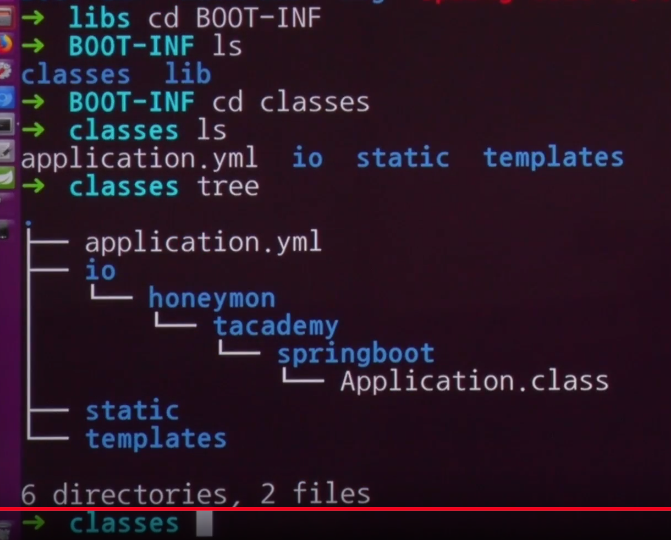 → libs cd BOOT-INF
→ BOOT-INF ls
classes lib
→ BOOT-INF cd classes
→ classes ls
application.yml io static templates
→ classes tree
.
├── application.yml
├── io
│   └── honeymon
│       └── tacademy
│           └── springboot
│               └── Application.class
├── static
└── templates
6 directories, 2 files
→ classes